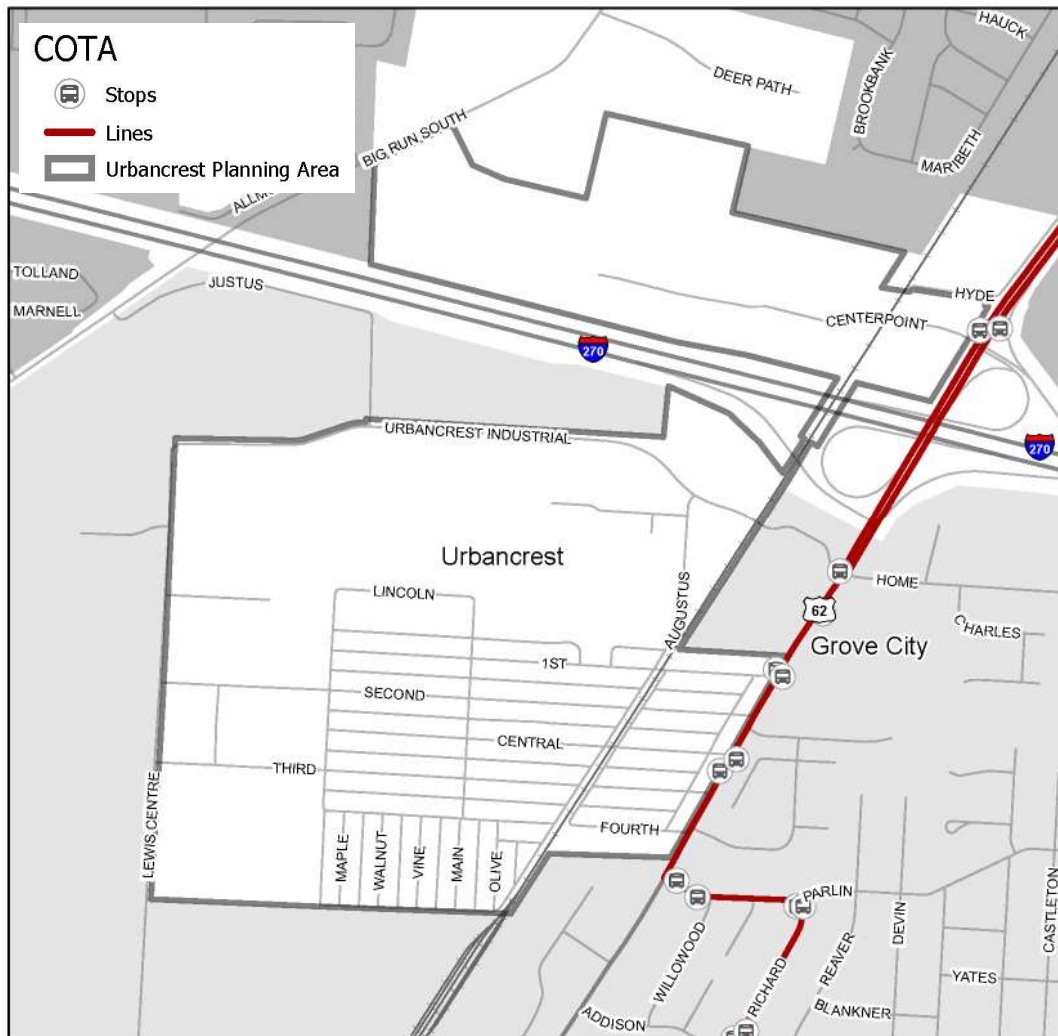 COTA
Stops
Lines
Urbancrest Planning Area
HAUCK
DEER PATH
BROOKBANK
MARIBETH
BIG RUN SOUTH
TOLLAND
JUSTUS
MARNELL
HYDE
CENTERPOINT
270
270
URBANCREST INDUSTRIAL
Urbancrest
AUGUSTUS
HOME
LINCOLN
62
CHARLES
Grove City
1ST
SECOND
CENTRAL
THIRD
LEWIS CENTRE
FOURTH
MAPLE
WALNUT
VINE
MAIN
OLIVE
PARLIN
WILLOWOOD
RICHARD
REAVER
DEVIN
CASTLETON
YATES
ADDISON
BLANKNER